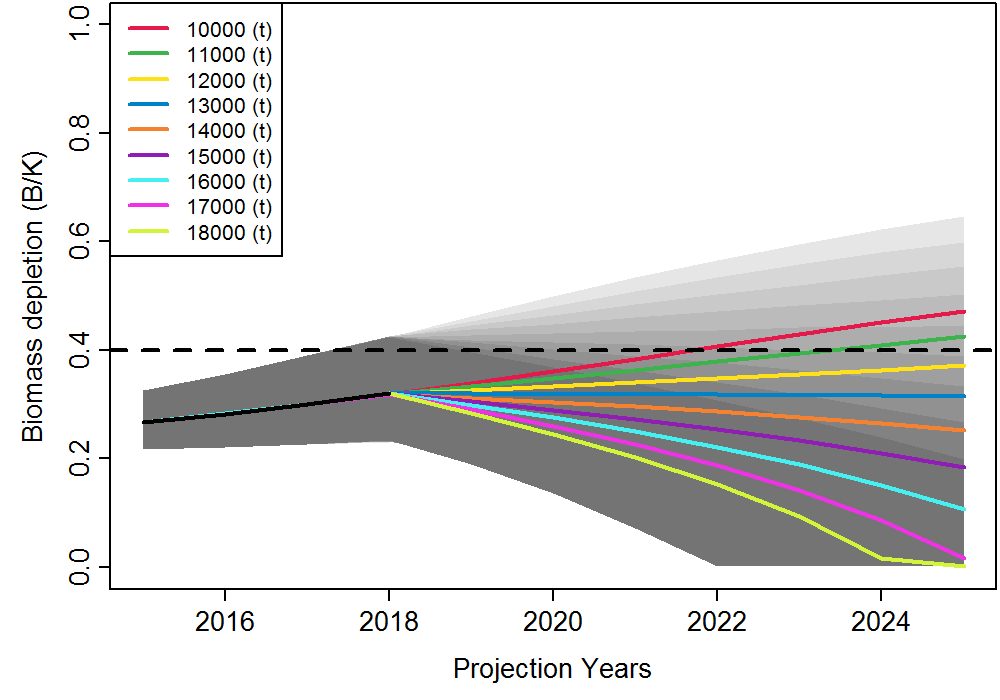 10000 (t)
11000 (t)
12000 (t)
13000 (t)
14000 (t)
15000 (t)
16000 (t)
17000 (t)
18000 (t)
Biomass depletion (B/K)
1.0
0.8
0.6
0.4
0.2
0.0
2016 2018 2020 2022 2024
Projection Years